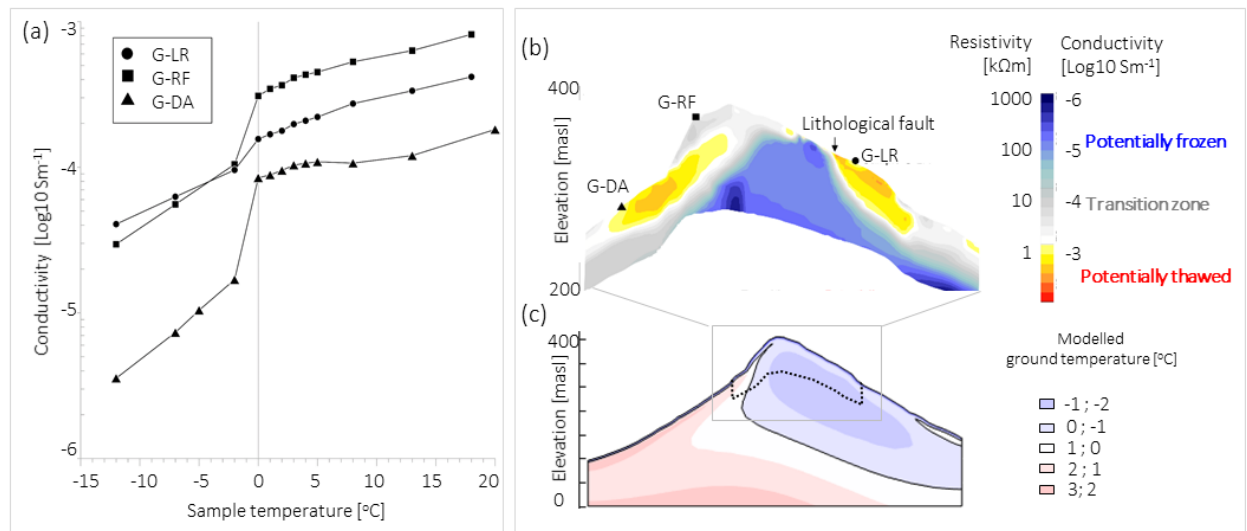 (a)
-3
-4
-5
-6
Conductivity [Log10 Sm⁻¹]
G-LR
G-RF
G-DA
-15 -10 -5 0 5 10 15 20
Sample temperature [°C]
(b)
400
200
Elevation [masl]
G-RF
G-DA
Lithological fault
G-LR
Resistivity Conductivity
[kΩm] [Log10 Sm⁻¹]
1000 -6
Potentially frozen
100 -5
10 -4 Transition zone
1 -3
Potentially thawed
(c)
400
0
Elevation [masl]
Modelled
ground temperature [°C]
-1 ; -2
0 ; -1
1 ; 0
2 ; 1
3; 2